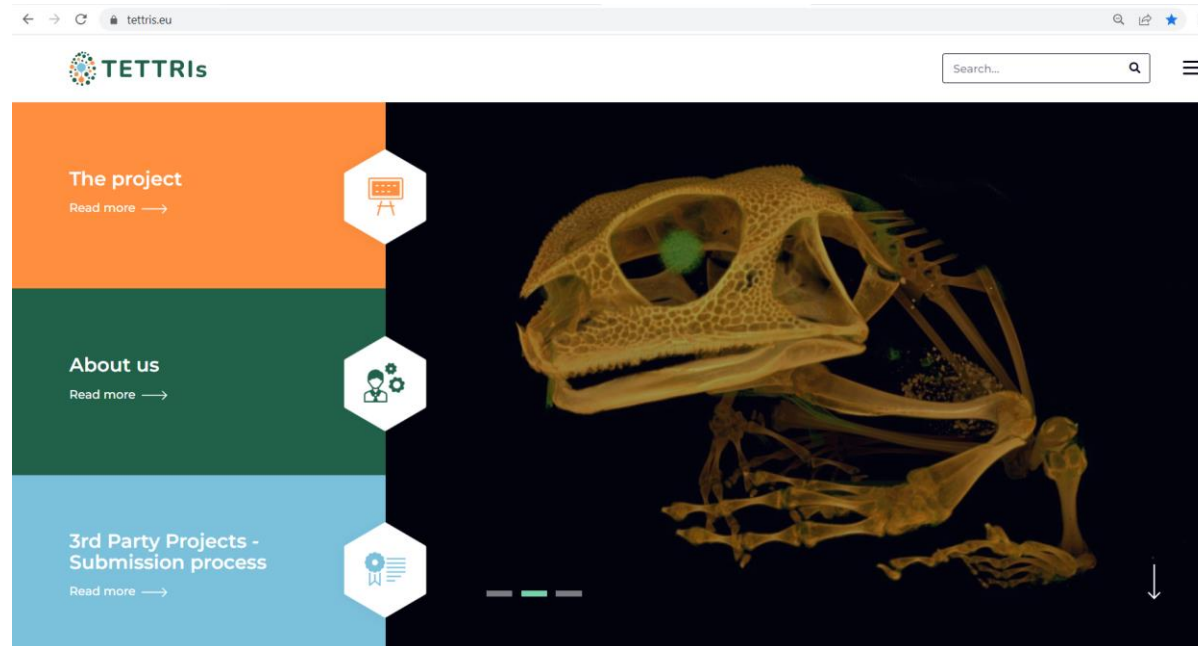 tettris.eu
TETTRIs
Search...
The project
Read more
About us
Read more
3rd Party Projects -
Submission process
Read more